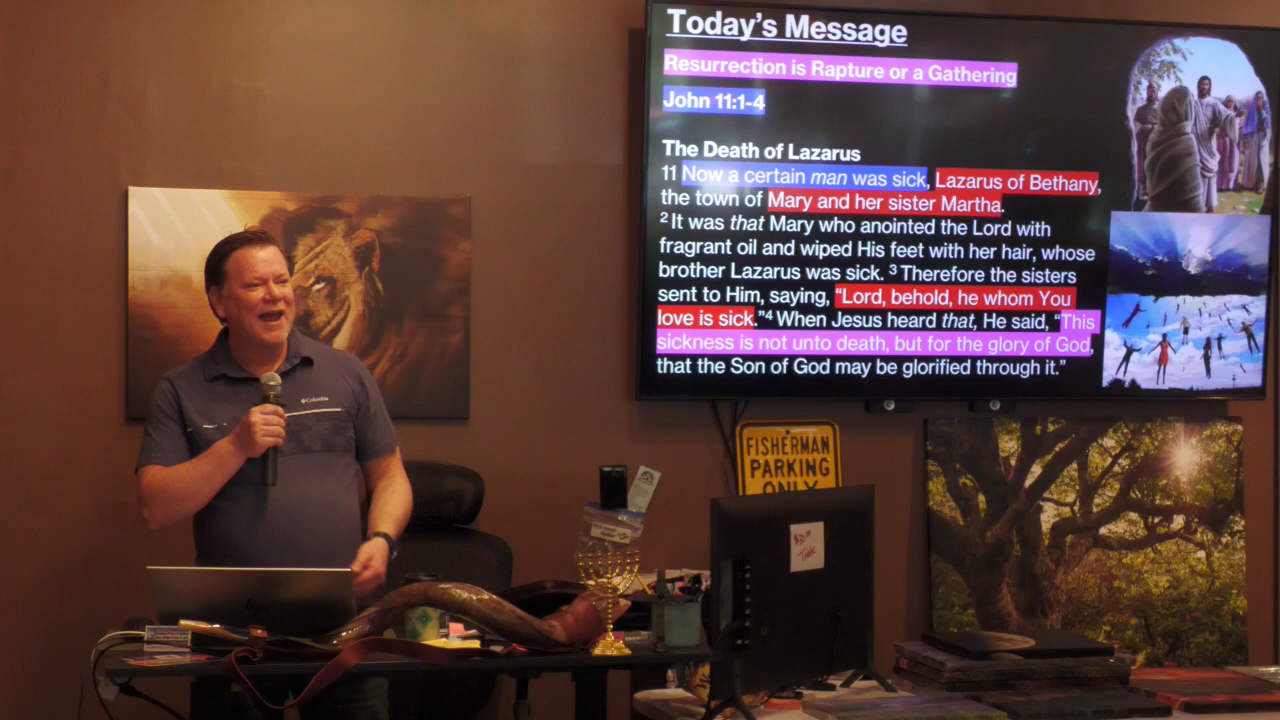 Today's Message
Resurrection is Rapture or a Gathering
John 11:1-4
The Death of Lazarus
11 Now a certain man was sick, Lazarus of Bethany,
the town of Mary and her sister Martha.
2 It was that Mary who anointed the Lord with
fragrant oil and wiped His feet with her hair, whose
brother Lazarus was sick. 3 Therefore the sisters
sent to Him, saying, “Lord, behold, he whom You
love is sick.”4 When Jesus heard that, He said, “This
sickness is not unto death, but for the glory of God,
that the Son of God may be glorified through it.”
Columbia
FISHERMAN
PARKING
ONLY